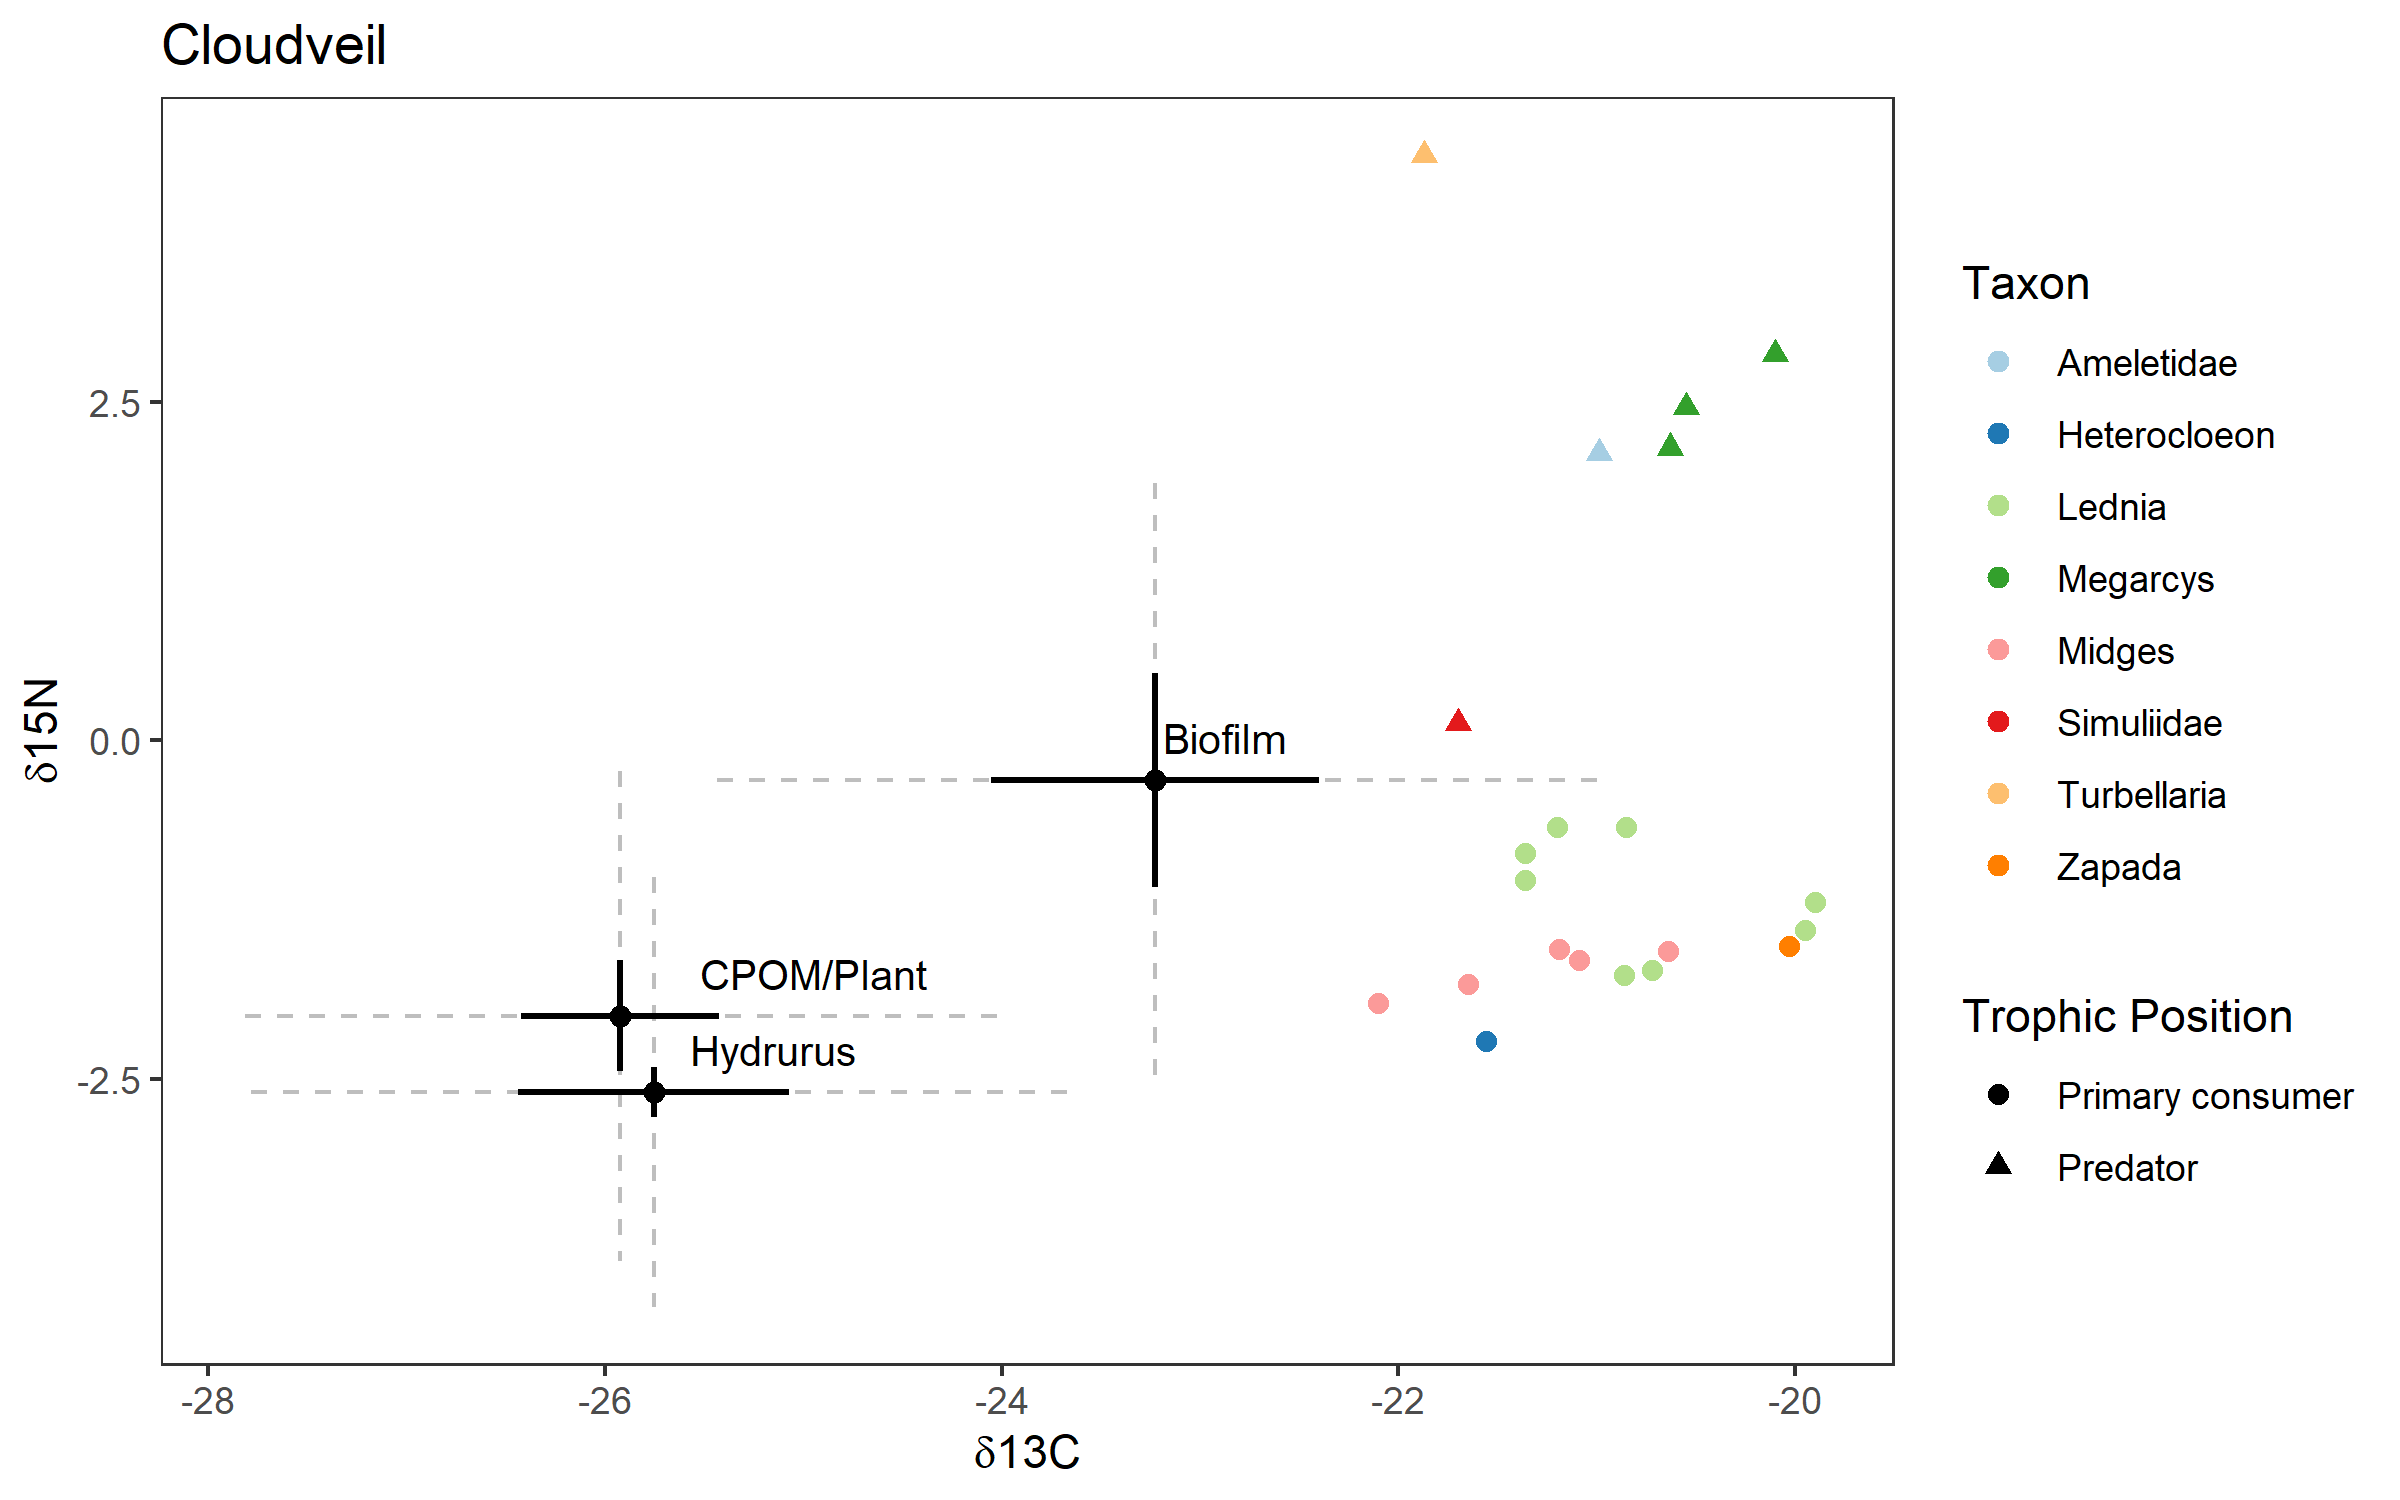 Cloudveil
δ15N
2.5
0.0
-2.5
Biofilm
CPOM/Plant
Hydrurus
-28
-26
-24
-22
-20
δ13C
Taxon
Ameletidae
Heterocloeon
Lednia
Megarcys
Midges
Simuliidae
Turbellaria
Zapada
Trophic Position
Primary consumer
Predator